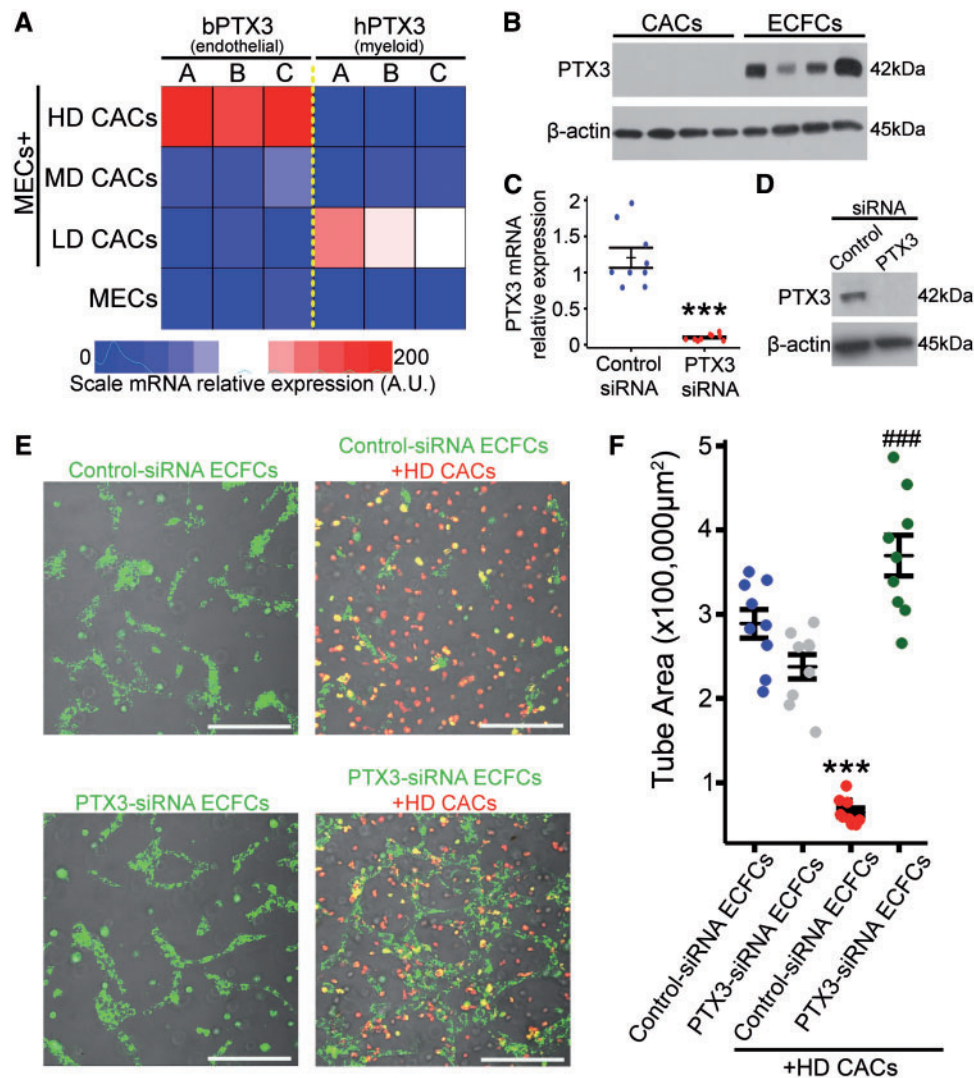 A
bPTX3 hPTX3
(endothelial) (myeloid)
A B C A B C
MECs+
HD CACs
MD CACs
LD CACs
MECs
0 200
Scale mRNA relative expression (A.U.)
B
CACs ECFCs
PTX3 42kDa
β-actin 45kDa
C
PTX3 mRNA
relative expression
2
1.5
1
0.5
0
***
Control PTX3
siRNA siRNA
D
siRNA
Control PTX3
PTX3 42kDa
β-actin 45kDa
E
Control-siRNA ECFCs
Control-siRNA ECFCs
+HD CACs
PTX3-siRNA ECFCs
PTX3-siRNA ECFCs
+HD CACs
F
Tube Area (x100,000µm²)
5
4
3
2
1
###
***
Control-siRNA ECFCs
PTX3-siRNA ECFCs
Control-siRNA ECFCs
PTX3-siRNA ECFCs
+HD CACs